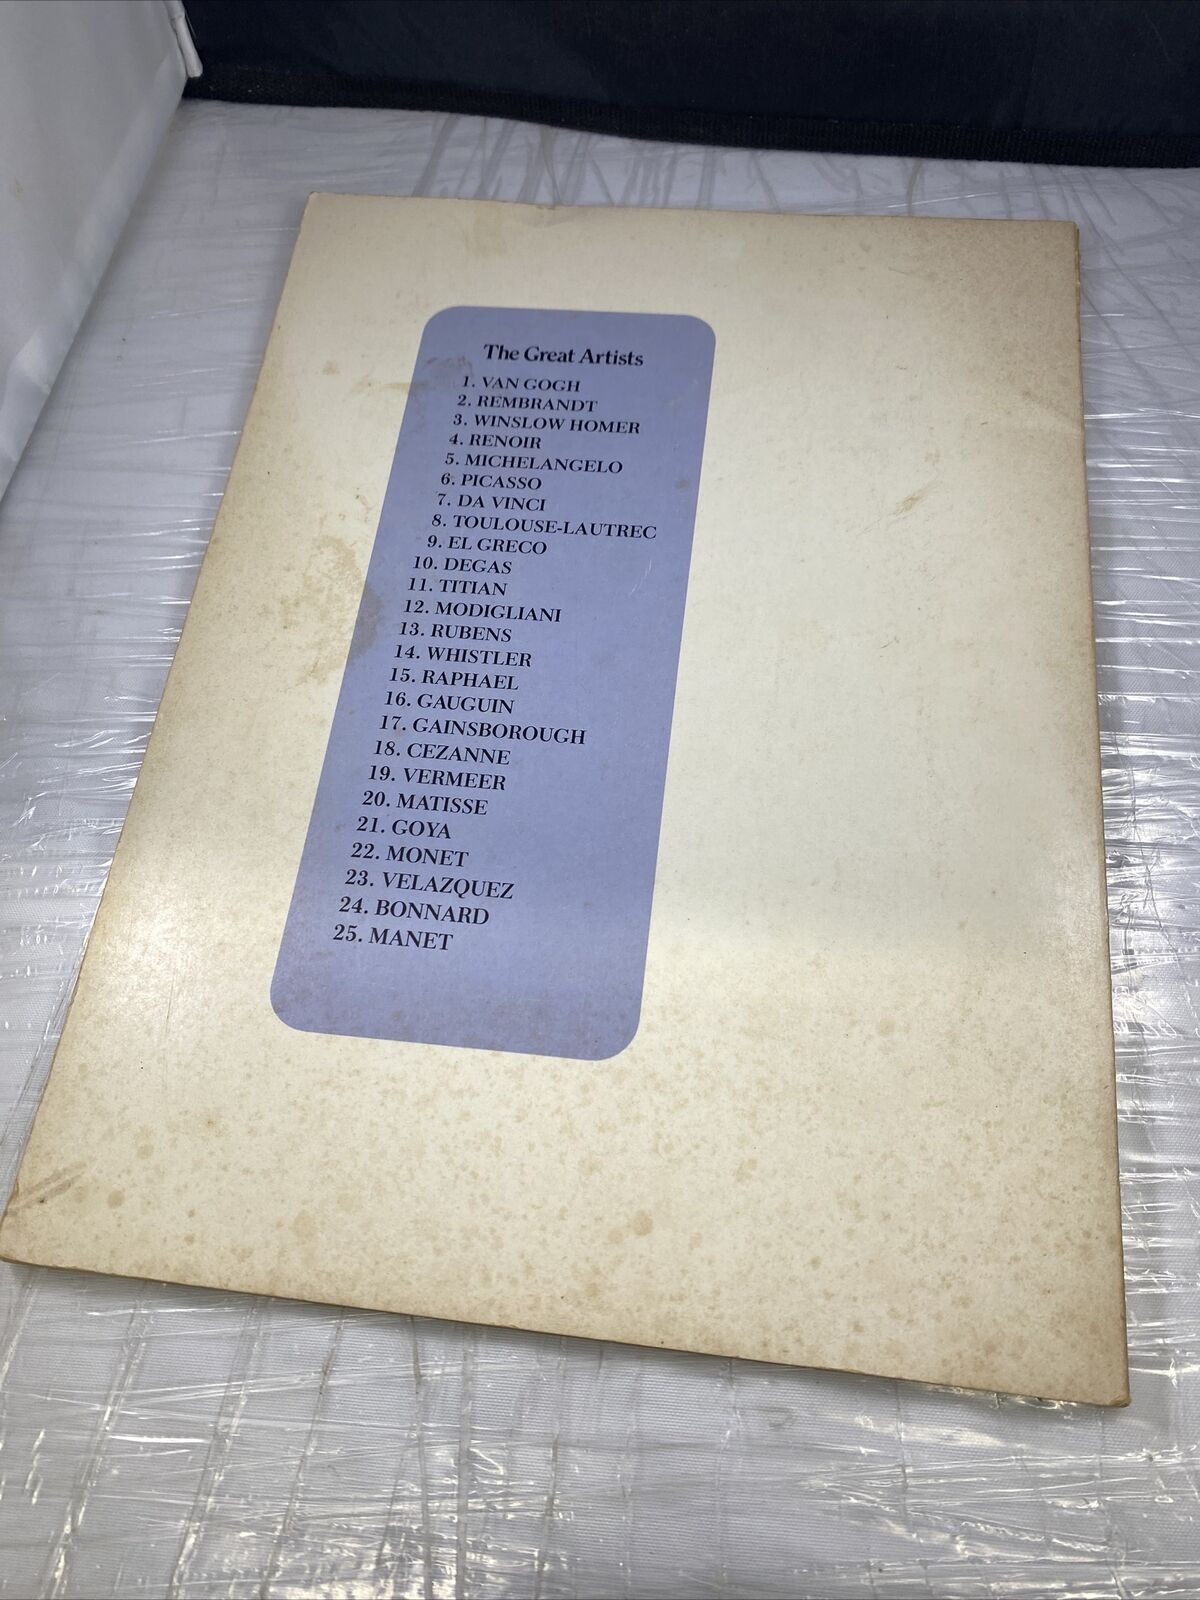 The Great Artists
1. VAN GOGH
2. REMBRANDT
3. WINSLOW HOMER
4. RENOIR
5. MICHELANGELO
6. PICASSO
7. DA VINCI
8. TOULOUSE-LAUTREC
9. EL GRECO
10. DEGAS
11. TITIAN
12. MODIGLIANI
13. RUBENS
14. WHISTLER
15. RAPHAEL
16. GAUGUIN
17. GAINSBOROUGH
18. CEZANNE
19. VERMEER
20. MATISSE
21. GOYA
22. MONET
23. VELAZQUEZ
24. BONNARD
25. MANET